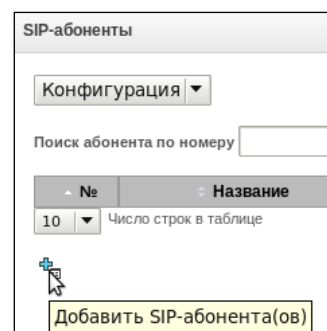 SIP-абоненты
Конфигурация
Поиск абонента по номеру
№ Название
10 Число строк в таблице
Добавить SIP-абонента(ов)